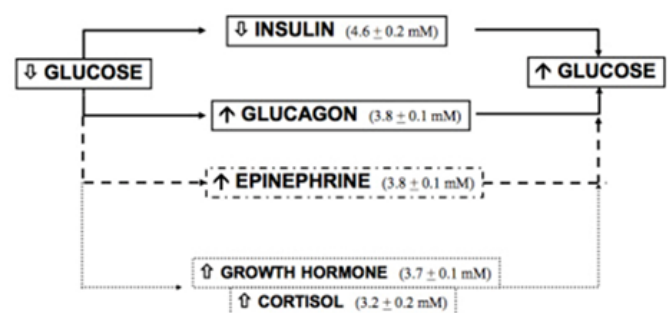 ⇩ INSULIN (4.6 ± 0.2 mM)
⇩ GLUCOSE
↑ GLUCOSE
↑ GLUCAGON (3.8 ± 0.1 mM)
↑ EPINEPHRINE (3.8 ± 0.1 mM)
⇧ GROWTH HORMONE (3.7 ± 0.1 mM)
⇧ CORTISOL (3.2 ± 0.2 mM)